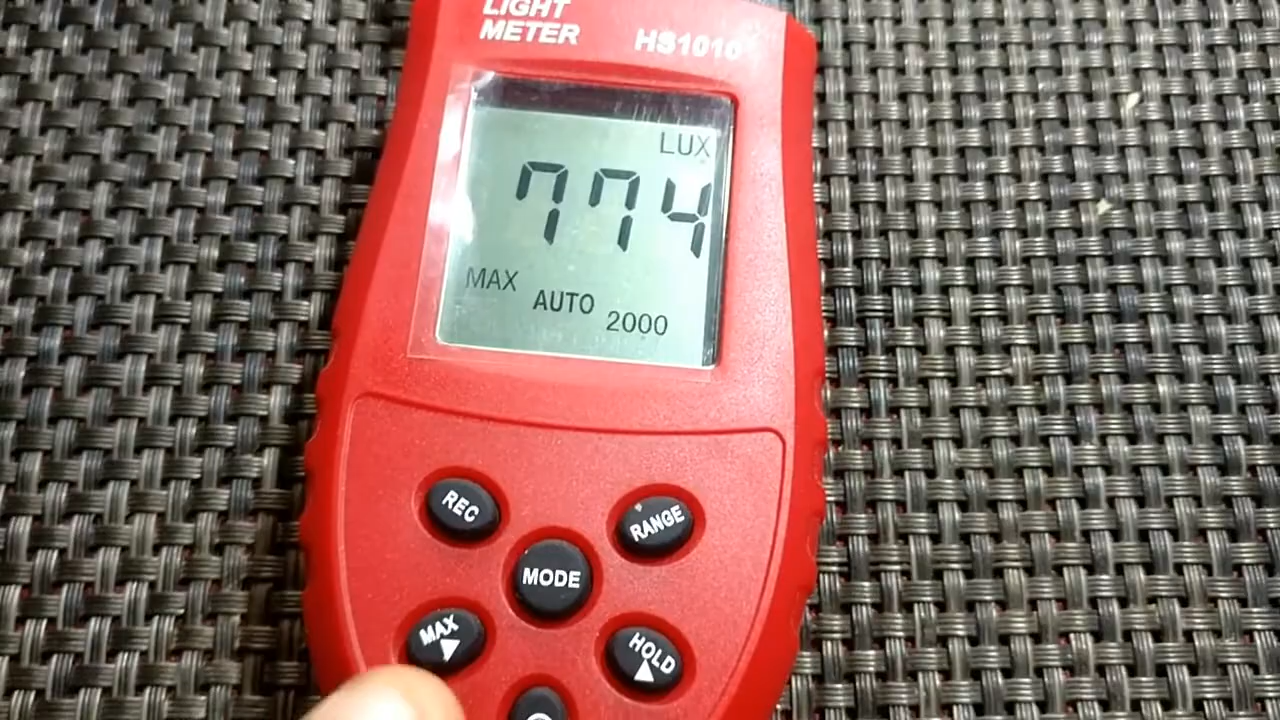 LIGHT
METER
HS1010
LUX
774
MAX
AUTO
2000
REC
RANGE
MODE
MAX ▼
HOLD ▲